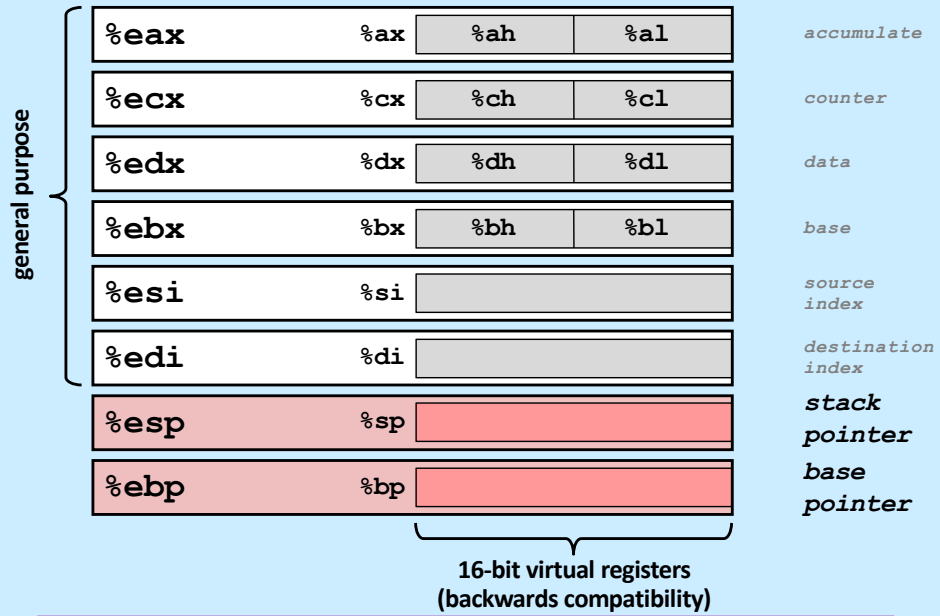 general purpose
%eax %ax %ah %al accumulate
%ecx %cx %ch %cl counter
%edx %dx %dh %dl data
%ebx %bx %bh %bl base
%esi %si source
index
%edi %di destination
index
%esp %sp stack
pointer
%ebp %bp base
pointer
16-bit virtual registers
(backwards compatibility)